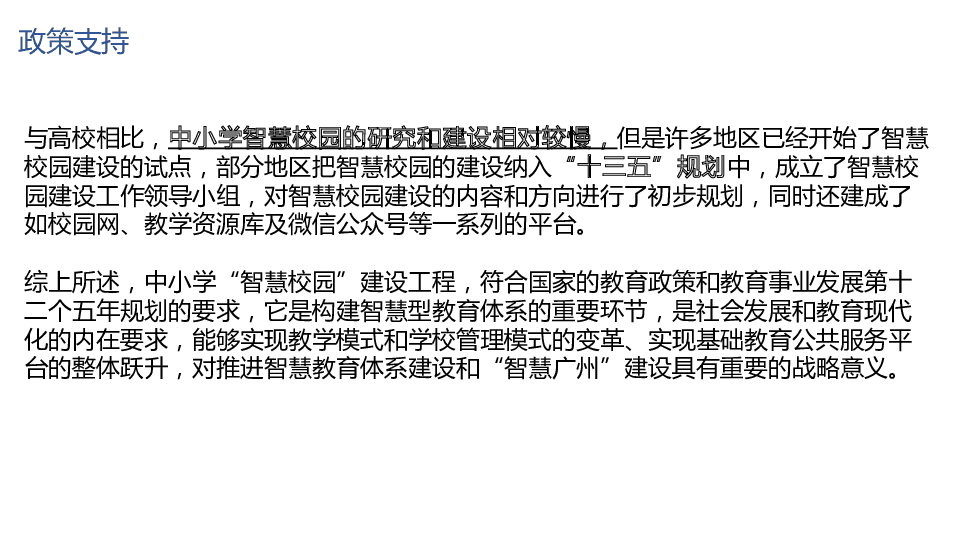 政策支持
与高校相比，中小学智慧校园的研究和建设相对较慢，但是许多地区已经开始了智慧
校园建设的试点，部分地区把智慧校园的建设纳入“十三五”规划中，成立了智慧校
园建设工作领导小组，对智慧校园建设的内容和方向进行了初步规划，同时还建成了
如校园网、教学资源库及微信公众号等一系列的平台。
综上所述，中小学“智慧校园”建设工程，符合国家的教育政策和教育事业发展第十
二个五年规划的要求，它是构建智慧型教育体系的重要环节，是社会发展和教育现代
化的内在要求，能够实现教学模式和学校管理模式的变革、实现基础教育公共服务平
台的整体跃升，对推进智慧教育体系建设和“智慧广州”建设具有重要的战略意义。